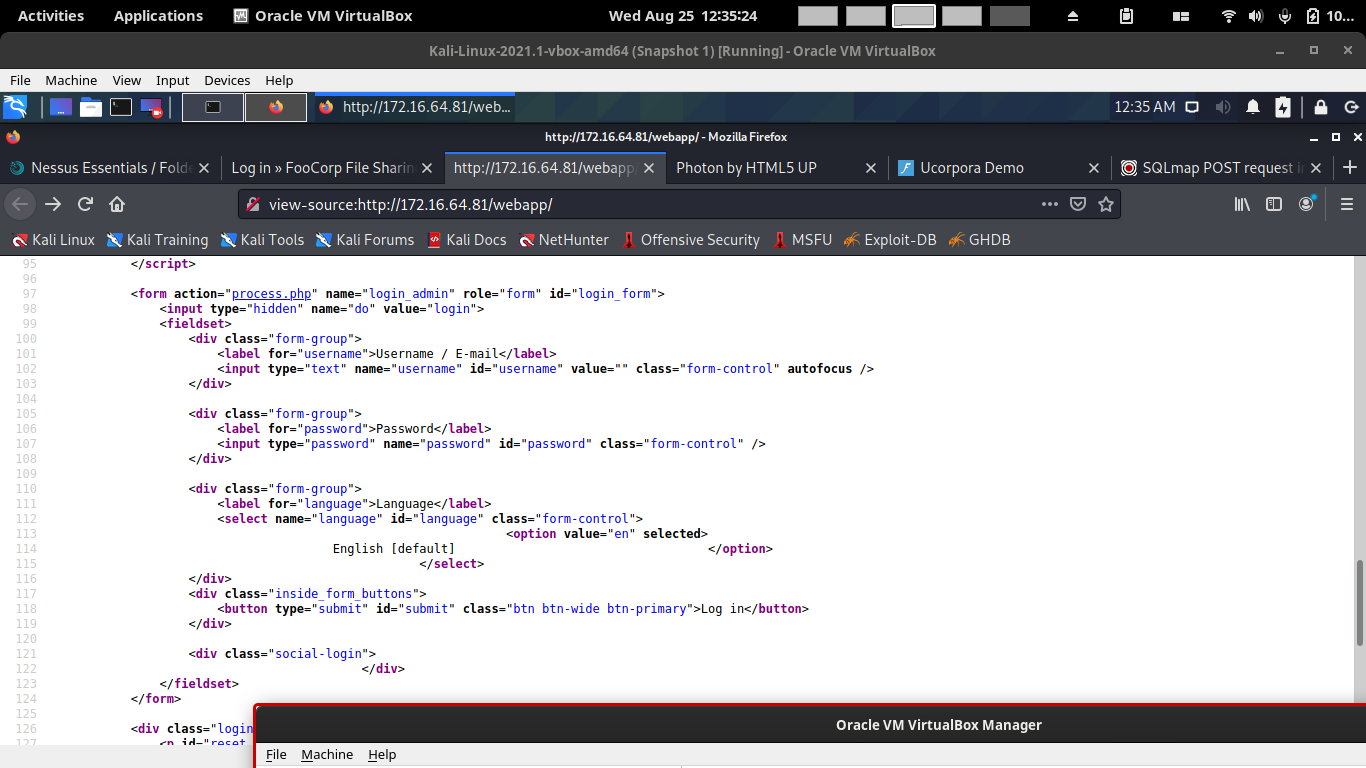 Activities Applications Oracle VM VirtualBox Wed Aug 25 12:35:24 10...
Kali-Linux-2021.1-vbox-amd64 (Snapshot 1) [Running] - Oracle VM VirtualBox
File Machine View Input Devices Help
http://172.16.64.81/web... 12:35 AM
http://172.16.64.81/webapp/ - Mozilla Firefox
Nessus Essentials / Folde Log in » FooCorp File Sharin http://172.16.64.81/webapp Photon by HTML5 UP Ucorpora Demo SQLmap POST request i
view-source:http://172.16.64.81/webapp/
Kali Linux Kali Training Kali Tools Kali Forums Kali Docs NetHunter Offensive Security MSFU Exploit-DB GHDB
95 </script>
96
97 <form action="process.php" name="login_admin" role="form" id="login_form">
98 <input type="hidden" name="do" value="login">
99 <fieldset>
100 <div class="form-group">
101 <label for="username">Username / E-mail</label>
102 <input type="text" name="username" id="username" value="" class="form-control" autofocus />
103 </div>
104
105 <div class="form-group">
106 <label for="password">Password</label>
107 <input type="password" name="password" id="password" class="form-control" />
108 </div>
109
110 <div class="form-group">
111 <label for="language">Language</label>
112 <select name="language" id="language" class="form-control">
113 <option value="en" selected>
114 English [default] </option>
115 </select>
116 </div>
117 <div class="inside_form_buttons">
118 <button type="submit" id="submit" class="btn btn-wide btn-primary">Log in</button>
119 </div>
120
121 <div class="social-login">
122 </div>
123 </fieldset>
124 </form>
125
126 <div class="login
127 <p id="reset
Oracle VM VirtualBox Manager
File Machine Help